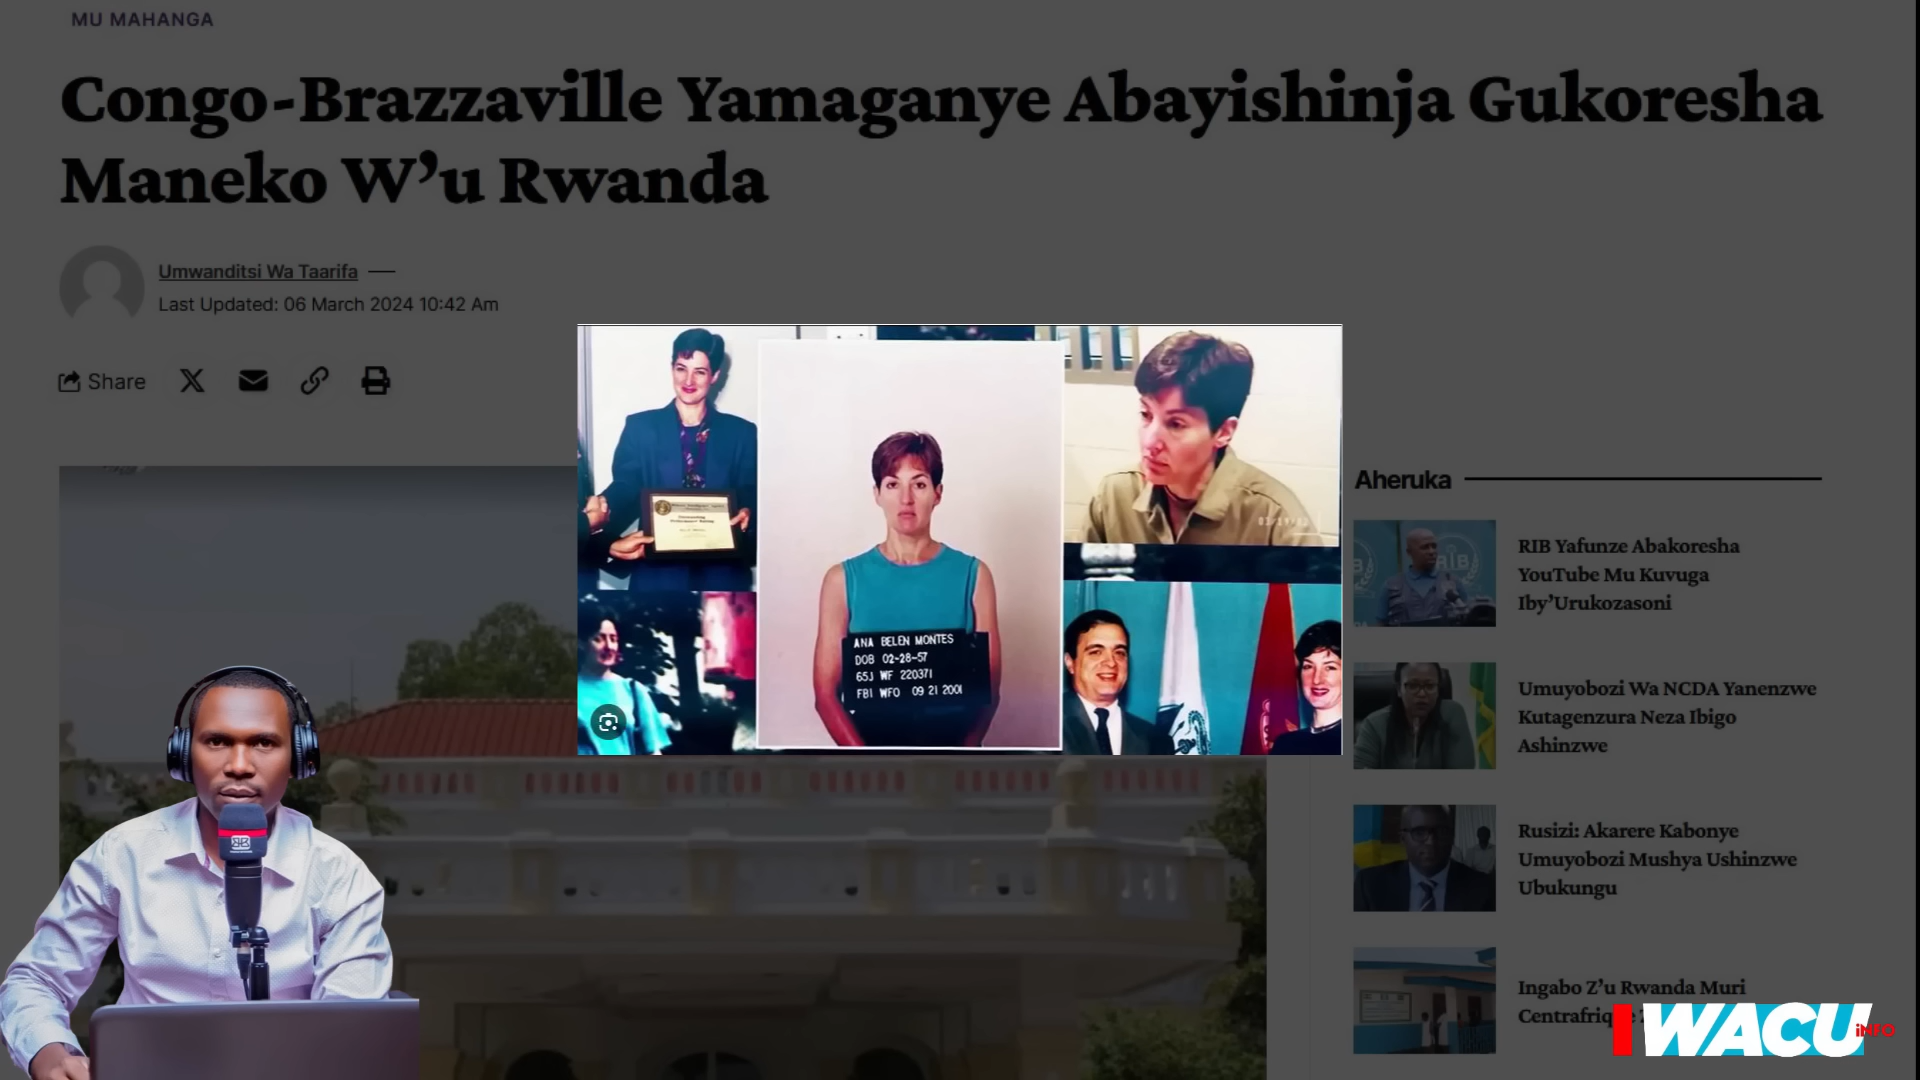 MU MAHANGA
Congo-Brazzaville Yamaganye Abayishinja Gukoresha
Maneko W’u Rwanda
Umwanditsi Wa Taarifa
Last Updated: 06 March 2024 10:42 Am
Share
ANA BELEN MONTES
DOB 02-28-57
65J WF 220371
FBI WFO 09 21 2001
Aheruka
RIB Yafunze Abakoresha
YouTube Mu Kuvuga
Iby’Urukozasoni
Umuyobozi Wa NCDA Yanenzwe
Kutagenzura Neza Ibigo
Ashinzwe
Rusizi: Akarere Kabonye
Umuyobozi Mushya Ushinzwe
Ubukungu
Ingabo Z’u Rwanda Muri
IWACU
INFO